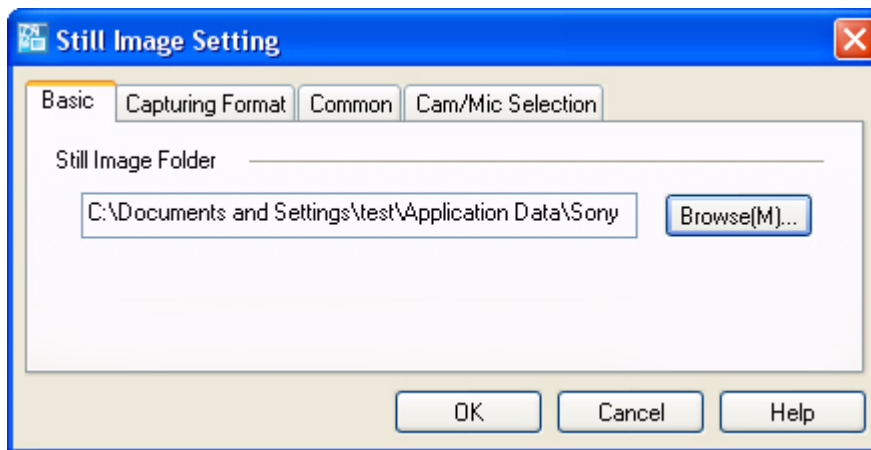 Still Image Setting
Basic Capturing Format Common Cam/Mic Selection
Still Image Folder
C:\Documents and Settings\test\Application Data\Sony Browse(M)...
OK Cancel Help